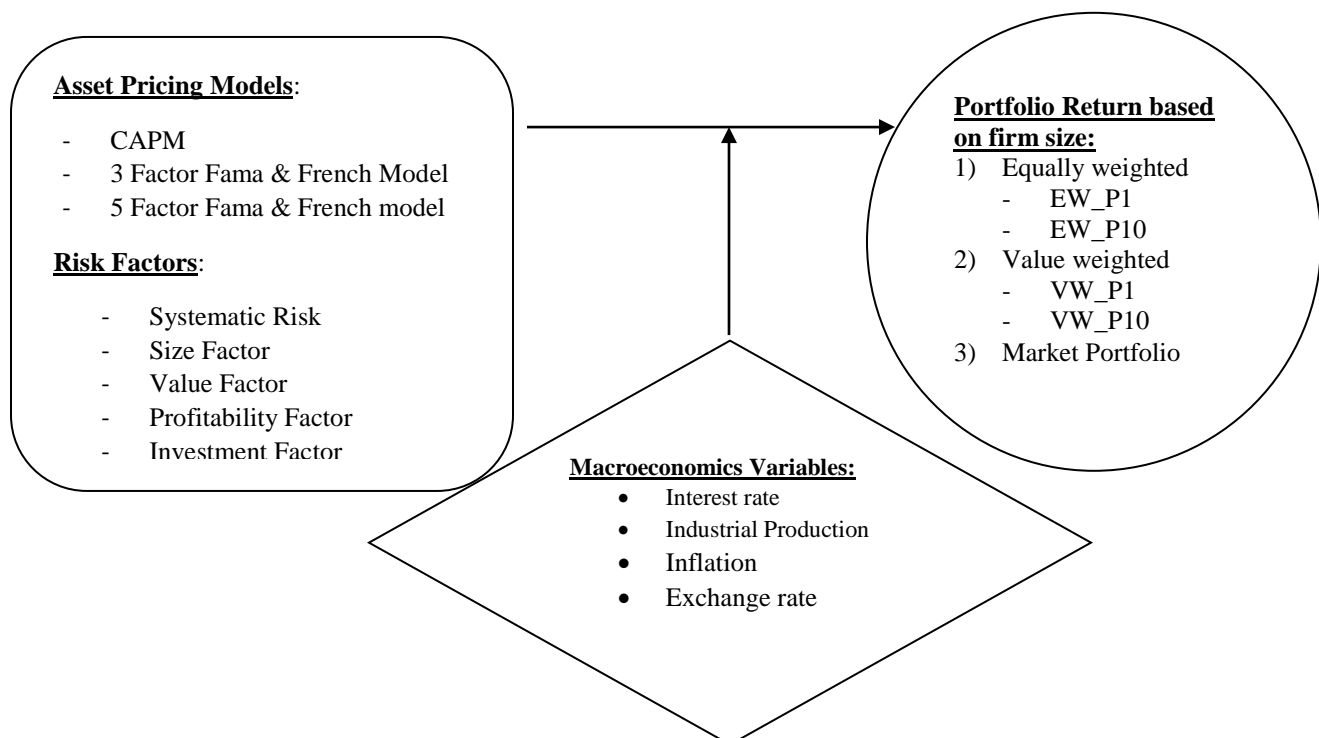 Asset Pricing Models:
- CAPM
- 3 Factor Fama & French Model
- 5 Factor Fama & French model
Risk Factors:
- Systematic Risk
- Size Factor
- Value Factor
- Profitability Factor
- Investment Factor
Portfolio Return based
on firm size:
1) Equally weighted
- EW_P1
- EW_P10
2) Value weighted
- VW_P1
- VW_P10
3) Market Portfolio
Macroeconomics Variables:
• Interest rate
• Industrial Production
• Inflation
• Exchange rate